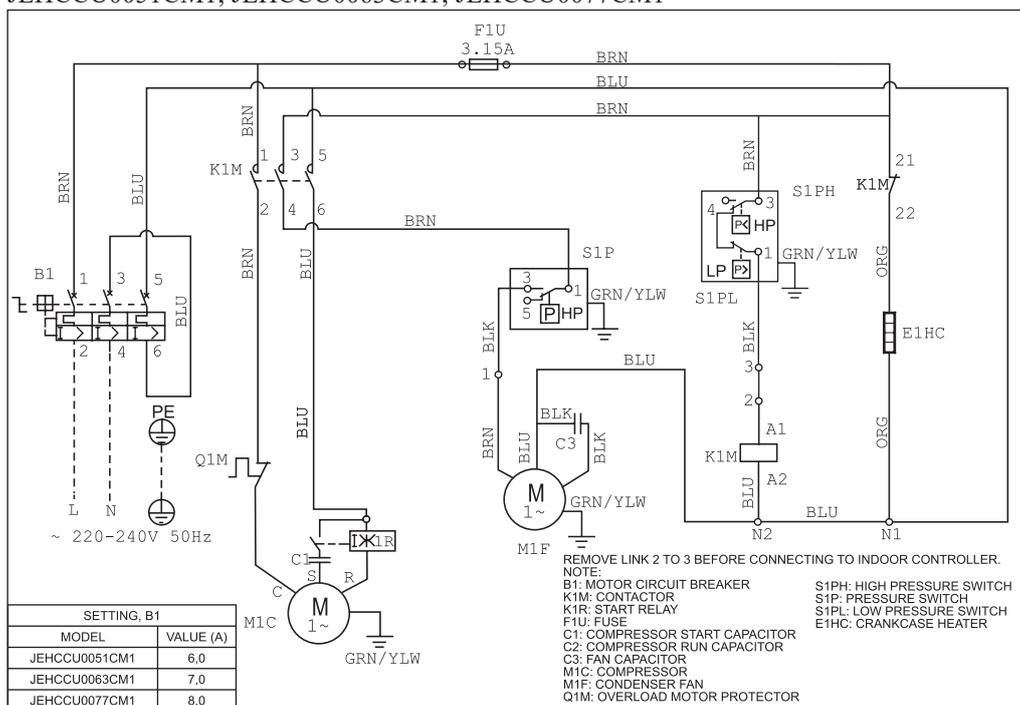 JEHCCU0051CM1, JEHCCU0063CM1, JEHCCU0077CM1
F1U
3.15A
BRN
BLU
BRN
BRN
BRN
BLU
BRN
K1M
1 3 5
2 4 6
BRN
BRN
BLU
B1
1 3 5
2 4 6
BLU
PE
L N
~ 220-240V 50Hz
S1P
3
1
5
P HP
GRN/YLW
BLK
1
BRN
BLU
BLK
C3
BLK
BLU
M
1~
M1F
GRN/YLW
S1PH
4
3
P< HP
1
LP P>
S1PL
GRN/YLW
BLK
3
2
A1
K1M
A2
BLU
BLU
N2
N1
K1M
21
22
ORG
E1HC
ORG
Q1M
BLU
1R
C1
S
R
C
M
1~
M1C
GRN/YLW
REMOVE LINK 2 TO 3 BEFORE CONNECTING TO INDOOR CONTROLLER.
NOTE:
B1: MOTOR CIRCUIT BREAKER
K1M: CONTACTOR
K1R: START RELAY
F1U: FUSE
C1: COMPRESSOR START CAPACITOR
C2: COMPRESSOR RUN CAPACITOR
C3: FAN CAPACITOR
M1C: COMPRESSOR
M1F: CONDENSER FAN
Q1M: OVERLOAD MOTOR PROTECTOR
S1PH: HIGH PRESSURE SWITCH
S1P: PRESSURE SWITCH
S1PL: LOW PRESSURE SWITCH
E1HC: CRANKCASE HEATER
SETTING, B1
MODEL VALUE (A)
JEHCCU0051CM1 6,0
JEHCCU0063CM1 7,0
JEHCCU0077CM1 8,0